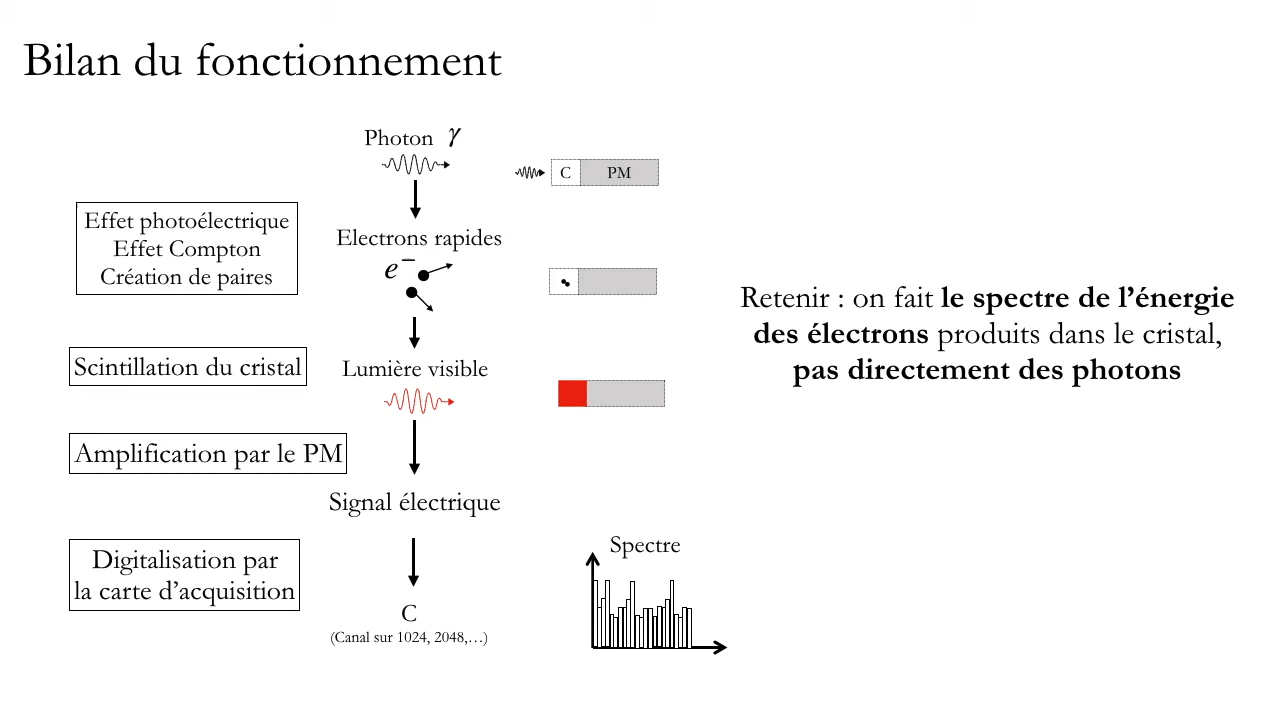 Bilan du fonctionnement
Photon γ
C PM
Effet photoélectrique
Effet Compton
Création de paires
Electrons rapides
e⁻
Retenir : on fait le spectre de l’énergie
des électrons produits dans le cristal,
pas directement des photons
Scintillation du cristal
Lumière visible
Amplification par le PM
Signal électrique
Digitalisation par
la carte d’acquisition
Spectre
C
(Canal sur 1024, 2048,…)